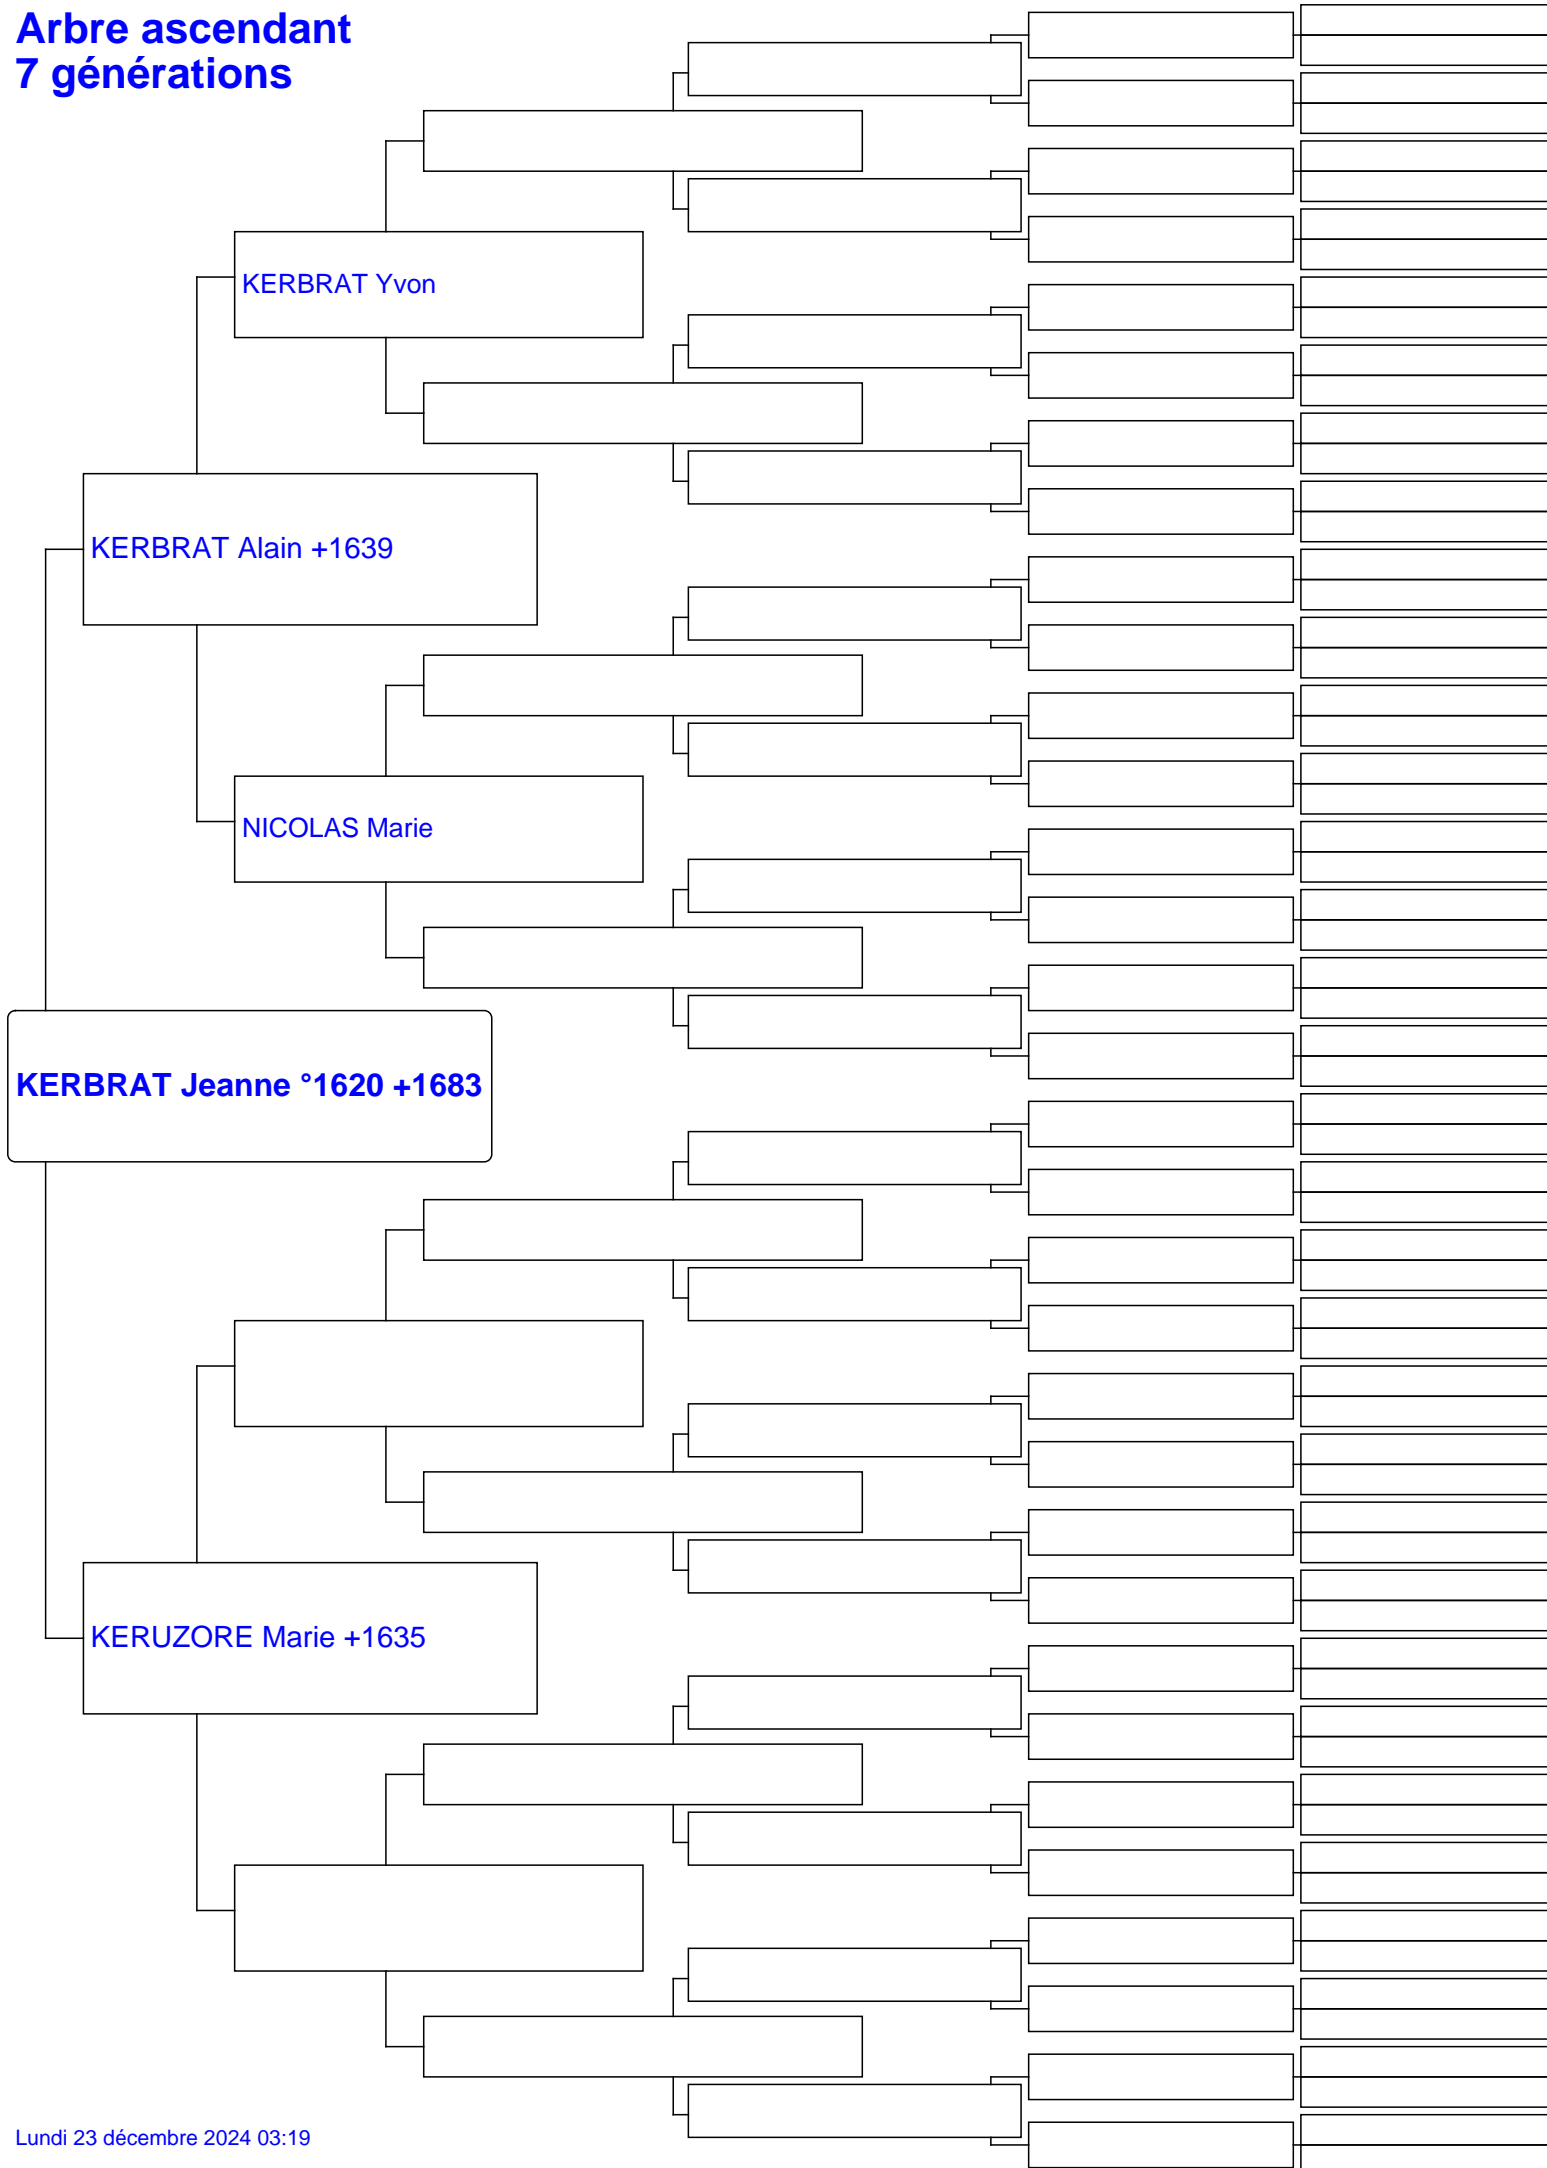 Arbre ascendant
7 générations
KERBRAT Yvon
KERBRAT Alain +1639
NICOLAS Marie
KERBRAT Jeanne °1620 +1683
KERUZORE Marie +1635
Lundi 23 décembre 2024 03:19